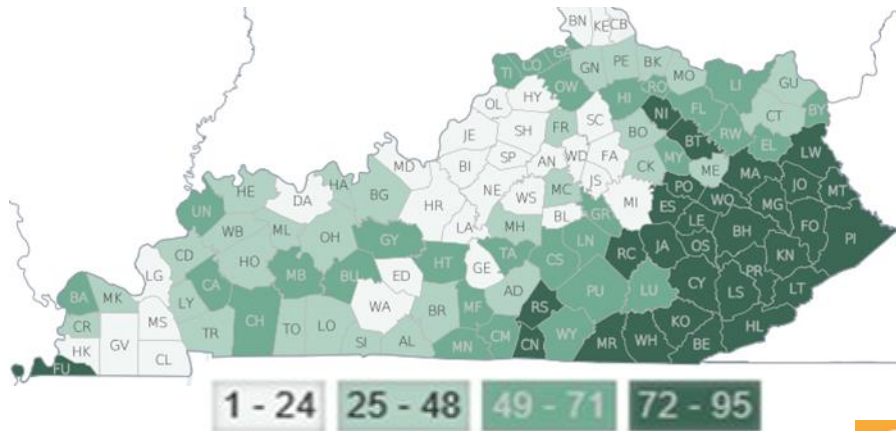 BN KE CB
GA
TI CO GN PE BK
OW MO
HY HI RO LI GU
OL FR SC NI FL CT BY
JE SH BO BT RW EL
MD BI SP AN WD FA CK MY ME LW
HE HA BG NE WS MC JS MI PO MA
UN DA HR BL GR ES WO MG JO MT
WB ML OH LA MH LE FO PI
CD HO GY TA LN RC JA OS BH KN
LG CA MB BU HT ED GE CS PR
BA MK LY AD PU LU CY LS LT
CR MS CH WA BR MF RS KO HL
HK GV TR TO LO SI AL MN CM CN WY MR WH BE
FU CL
1 - 24 25 - 48 49 - 71 72 - 95